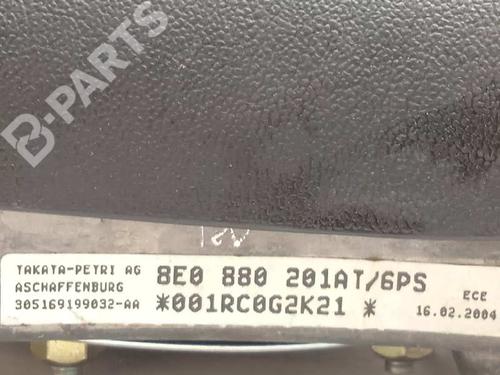 B-PARTS
TAKATA-PETRI AG
ASCHAFFENBURG
305169199032-AA
8E0 880 201AT/6PS
*001RC0G2K21 *
ECE
16.02.2004